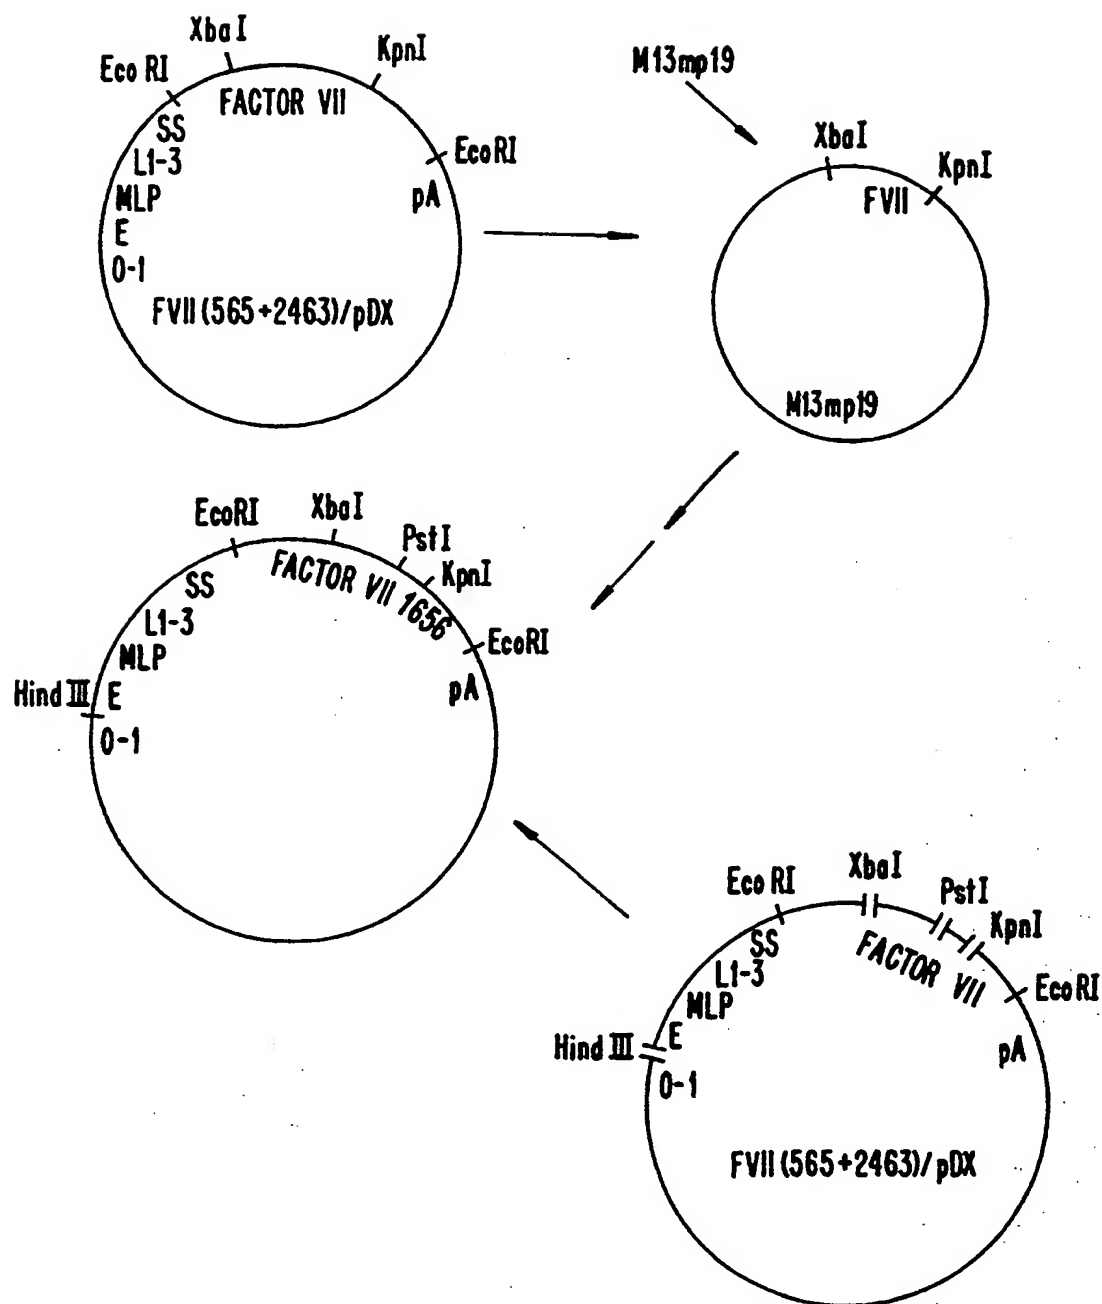 XbaI
KpnI
Eco RI
FACTOR VII
SS
L1-3
EcoRI
MLP
pA
E
0-1
FVII (565+2463)/pDX
M13mp19
XbaI
KpnI
FVII
M13mp19
EcoRI
XbaI
PstI
KpnI
FACTOR VII 1656
SS
L1-3
EcoRI
MLP
pA
Hind III
E
0-1
XbaI
Eco RI
PstI
KpnI
SS
FACTOR VII
L1-3
EcoRI
MLP
Hind III
E
pA
0-1
FVII (565+2463)/pDX